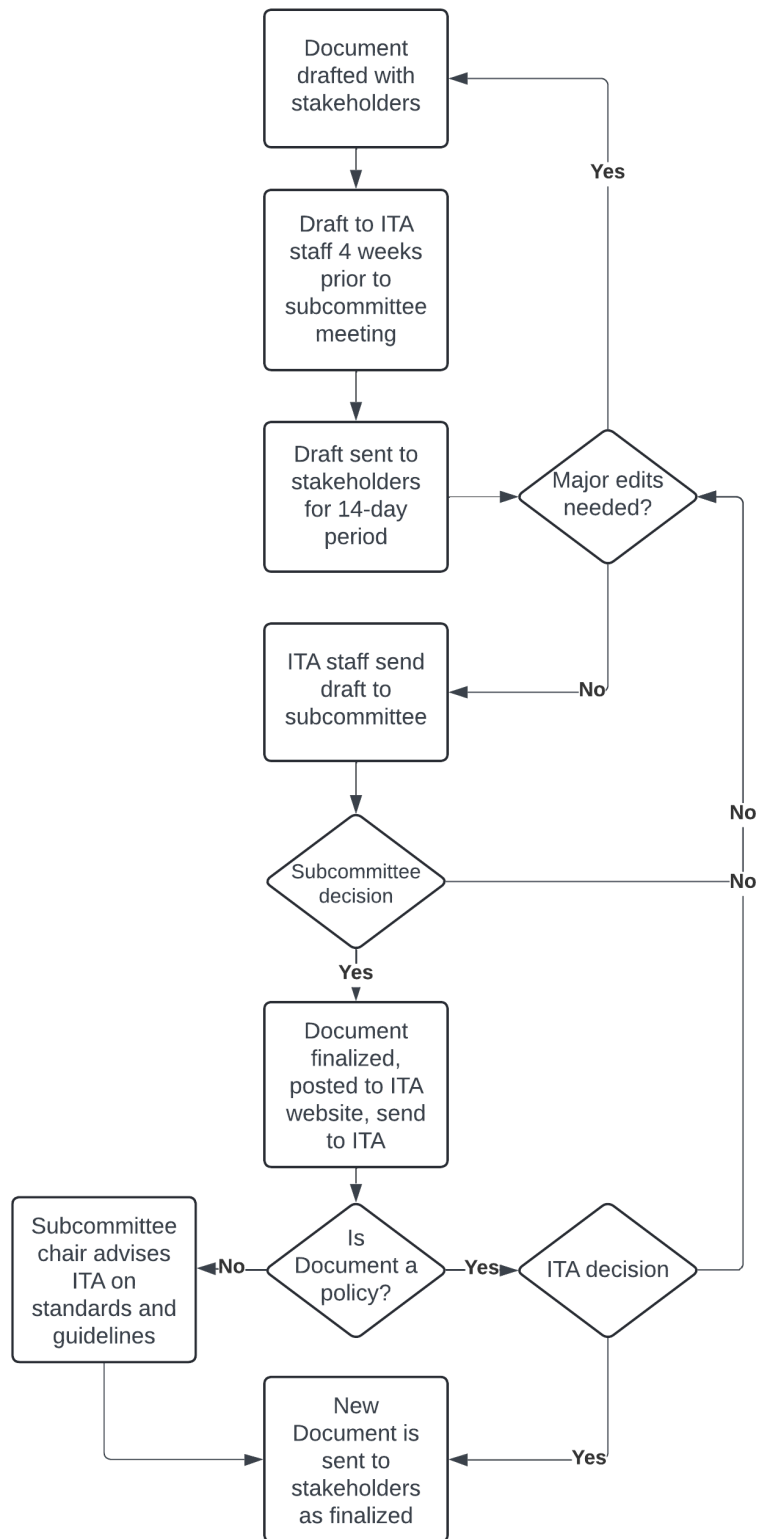 Document
drafted with
stakeholders
Yes
Draft to ITA
staff 4 weeks
prior to
subcommittee
meeting
Draft sent to
stakeholders
for 14-day
period
Major edits
needed?
ITA staff send
draft to
subcommittee
No
No
Subcommittee
decision
No
Yes
Document
finalized,
posted to ITA
website, send
to ITA
Subcommittee
chair advises
ITA on
standards and
guidelines
No
Is
Document a
policy?
Yes
ITA decision
New
Document is
sent to
stakeholders
as finalized
Yes